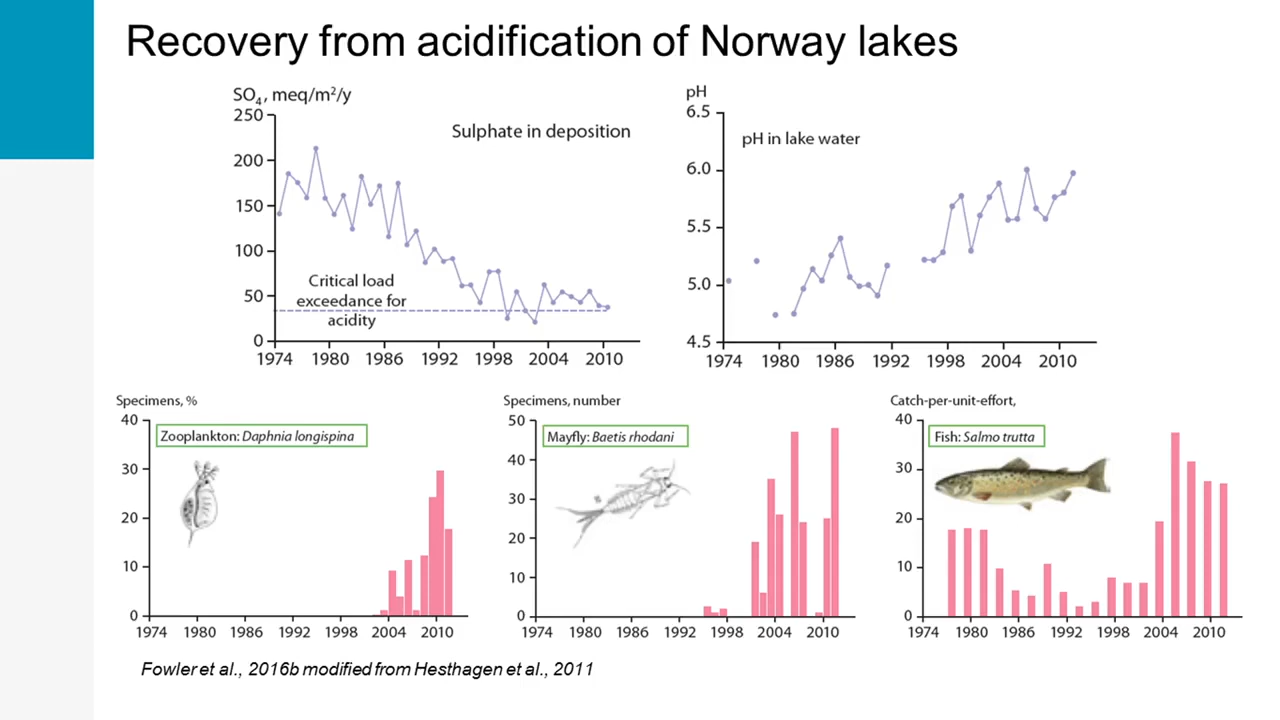 Recovery from acidification of Norway lakes
SO4, meq/m²/y
250
200
150
100
50
0
Sulphate in deposition
Critical load
exceedance for
acidity
1974 1980 1986 1992 1998 2004 2010
pH
6.5
6.0
5.5
5.0
4.5
pH in lake water
1974 1980 1986 1992 1998 2004 2010
Specimens, %
40
30
20
10
0
Zooplankton: Daphnia longispina
1974 1980 1986 1992 1998 2004 2010
Specimens, number
50
40
30
20
10
0
Mayfly: Baetis rhodani
1974 1980 1986 1992 1998 2004 2010
Catch-per-unit-effort,
40
30
20
10
0
Fish: Salmo trutta
1974 1980 1986 1992 1998 2004 2010
Fowler et al., 2016b modified from Hesthagen et al., 2011